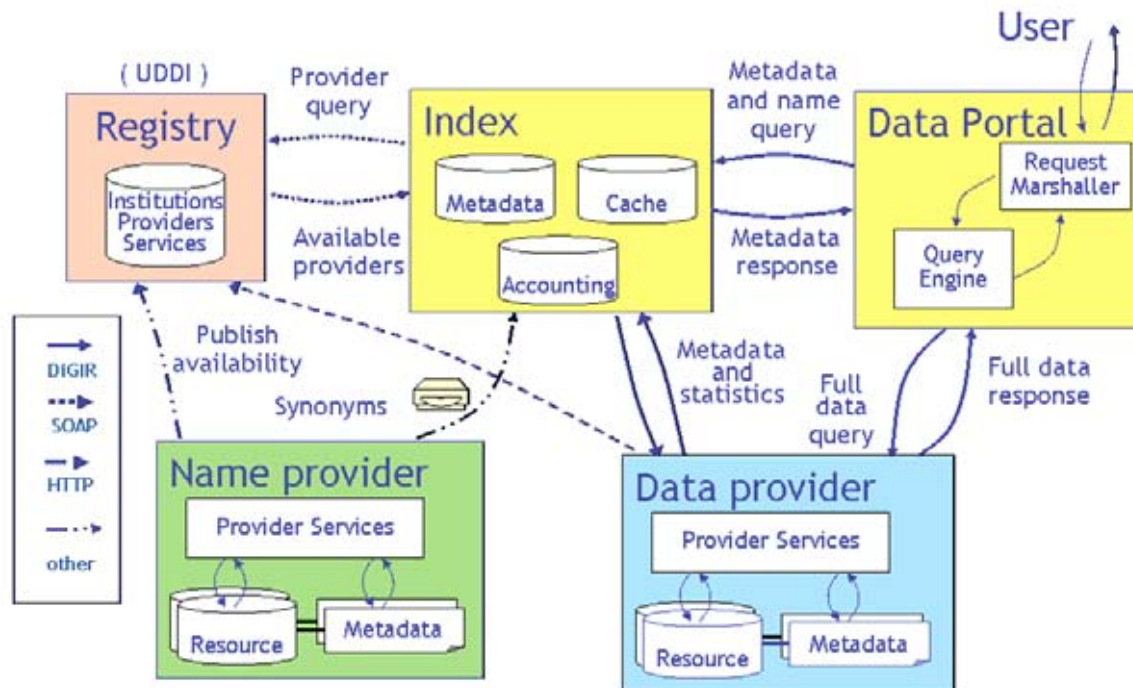 User
( UDDI )
Registry
Institutions
Providers
Services
Provider
query
Available
providers
Index
Metadata
Cache
Accounting
Metadata
and name
query
Metadata
response
Data Portal
Request
Marshaller
Query
Engine
DIGIR
SOAP
HTTP
other
Publish
availability
Synonyms
Metadata
and
statistics
Full
data
query
Full data
response
Name provider
Provider Services
Resource
Metadata
Data provider
Provider Services
Resource
Metadata